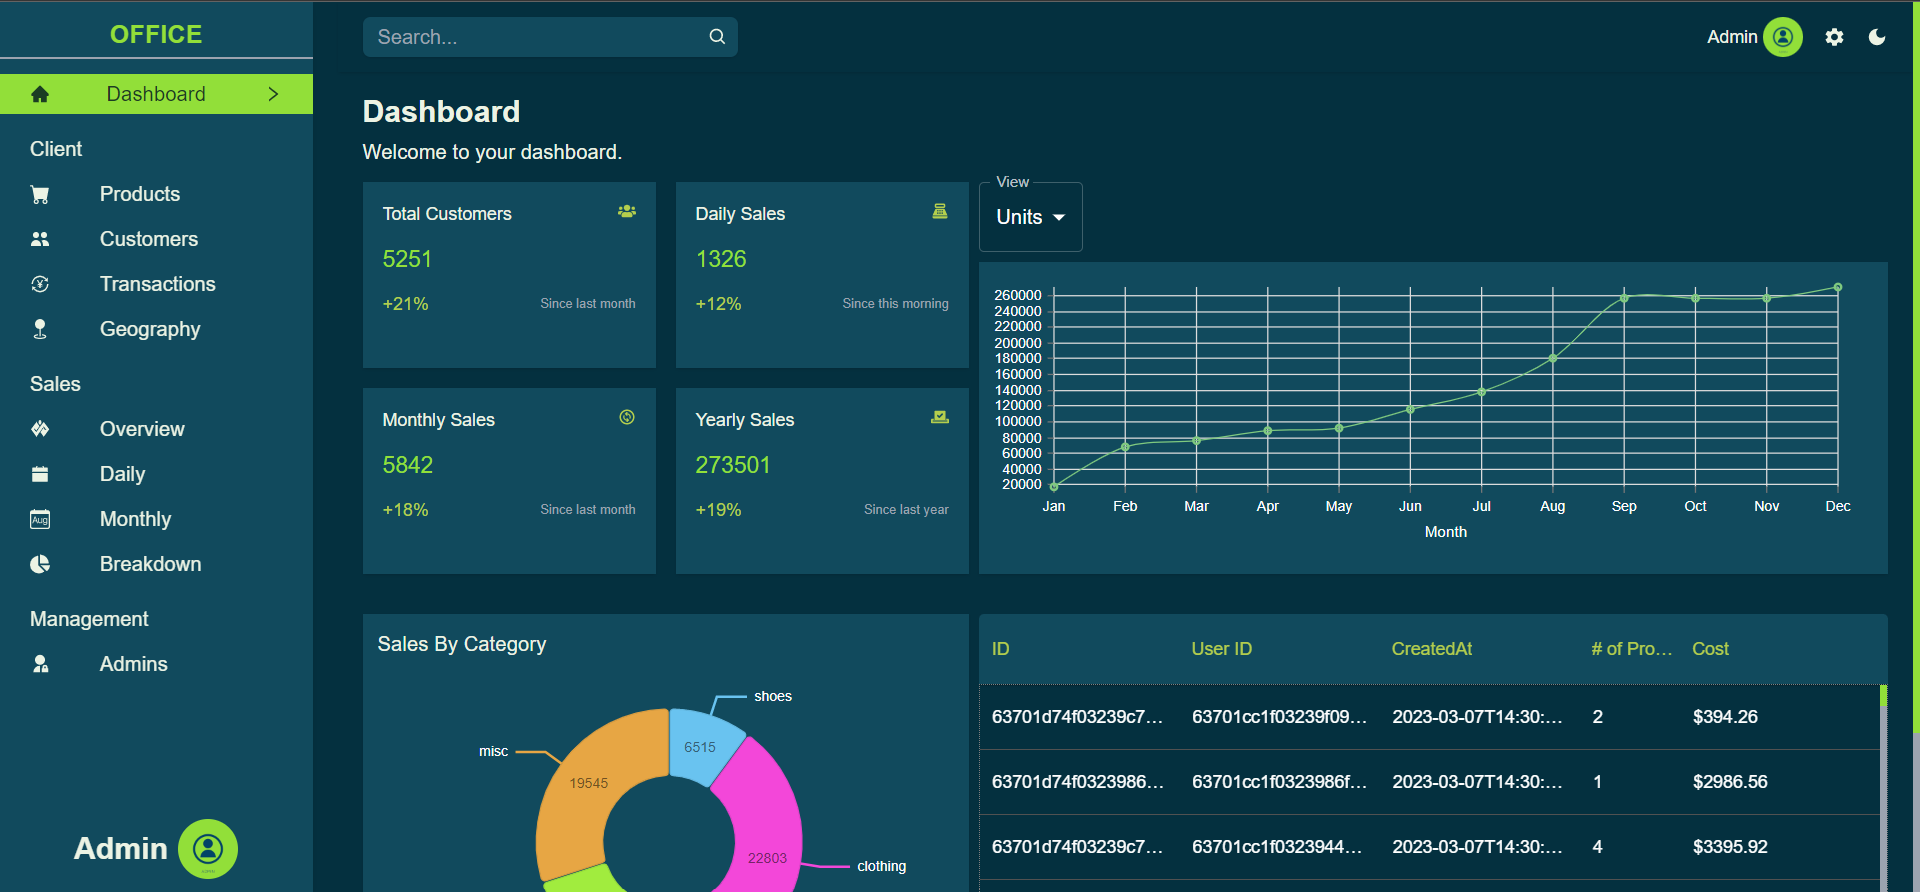 OFFICE
Dashboard
Client
Products
Customers
Transactions
Geography
Sales
Overview
Daily
Aug
Monthly
Breakdown
Management
Admins
Admin
Search...
Admin
Dashboard
Welcome to your dashboard.
Total Customers
5251
+21%
Since last month
Daily Sales
1326
+12%
Since this morning
Monthly Sales
5842
+18%
Since last month
Yearly Sales
273501
+19%
Since last year
View
Units
260000
240000
220000
200000
180000
160000
140000
120000
100000
80000
60000
40000
20000
Jan Feb Mar Apr May Jun Jul Aug Sep Oct Nov Dec
Month
Sales By Category
shoes
misc
6515
19545
22803
clothing
ID User ID CreatedAt # of Pro... Cost
63701d74f03239c7... 63701cc1f03239f09... 2023-03-07T14:30:... 2 $394.26
63701d74f0323986... 63701cc1f0323986f... 2023-03-07T14:30:... 1 $2986.56
63701d74f03239c7... 63701cc1f0323944... 2023-03-07T14:30:... 4 $3395.92